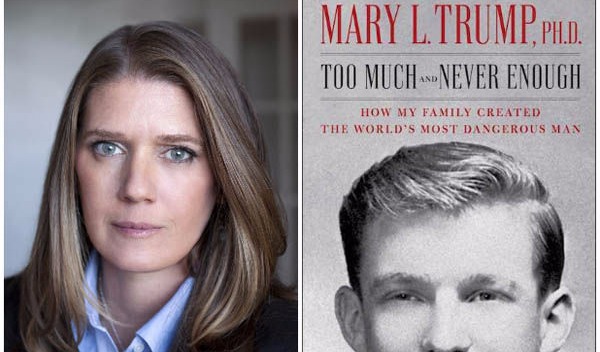 MARY L. TRUMP, PH.D.
TOO MUCH AND NEVER ENOUGH
HOW MY FAMILY CREATED
THE WORLD'S MOST DANGEROUS MAN